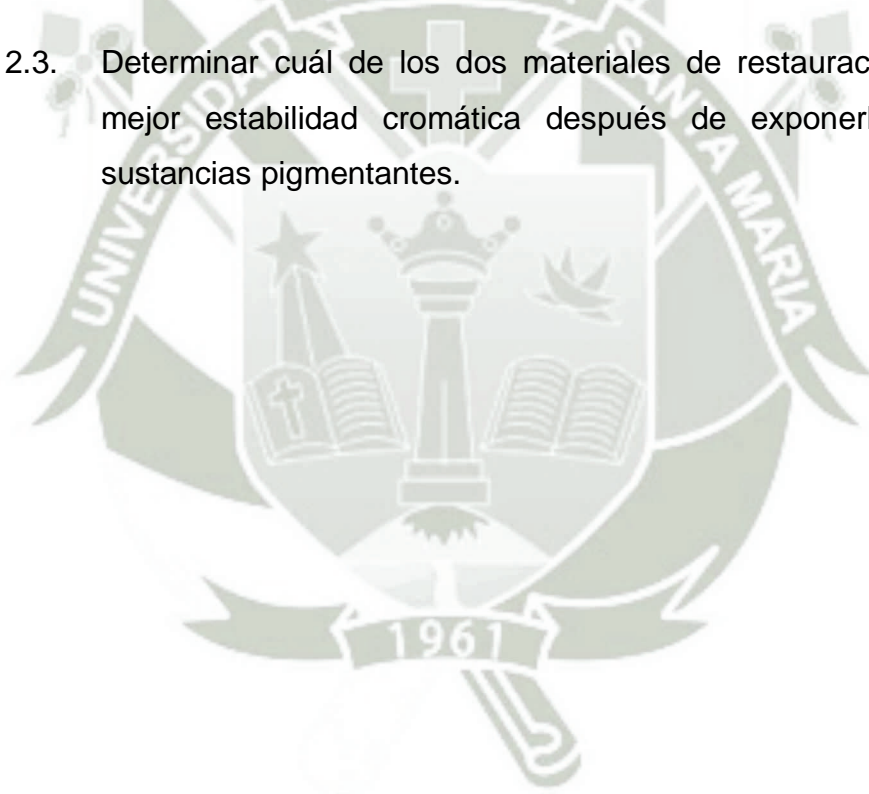 2.3. Determinar cuál de los dos materiales de restaurac
mejor estabilidad cromática después de exponerl
sustancias pigmentantes.
UNIVERSIDAD
SANTA MARIA
1961